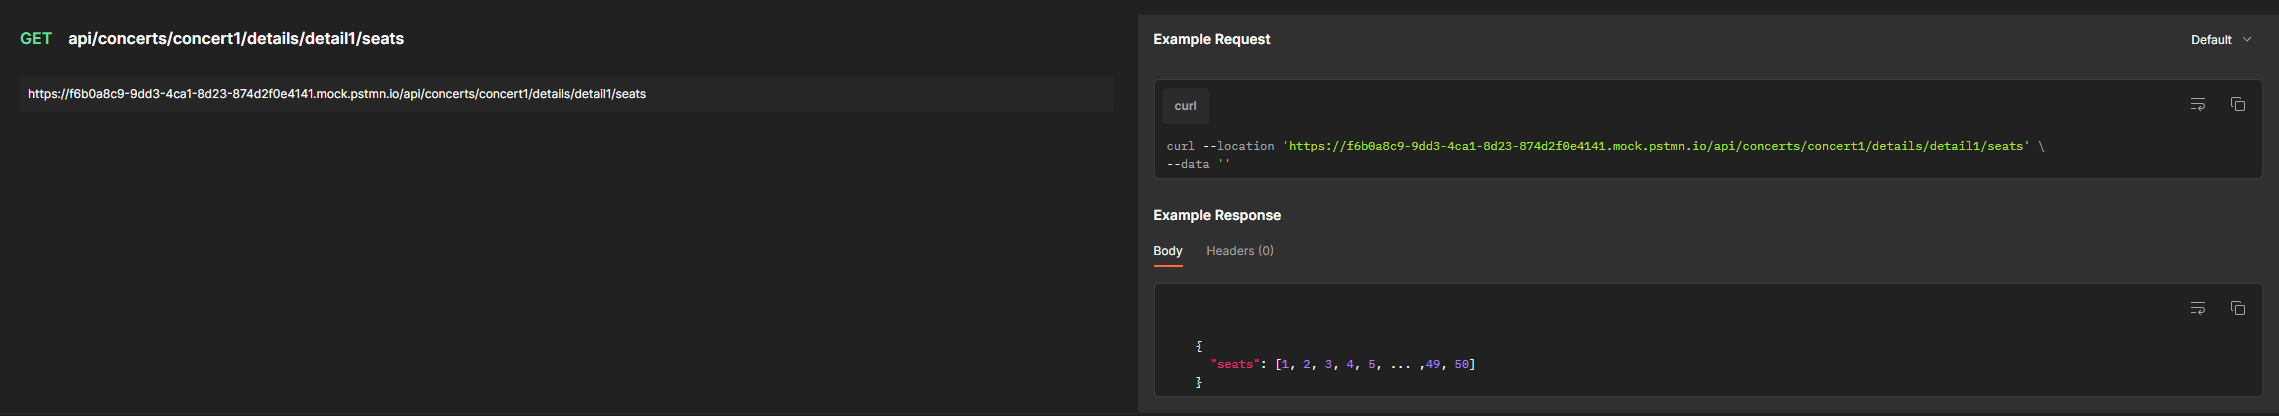 GET api/concerts/concert1/details/detail1/seats
https://f6b0a8c9-9dd3-4ca1-8d23-874d2f0e4141.mock.pstmn.io/api/concerts/concert1/details/detail1/seats
Example Request
Default
curl
curl --location 'https://f6b0a8c9-9dd3-4ca1-8d23-874d2f0e4141.mock.pstmn.io/api/concerts/concert1/details/detail1/seats' \
--data ''
Example Response
Body Headers (0)
{
"seats": [1, 2, 3, 4, 5, ... ,49, 50]
}